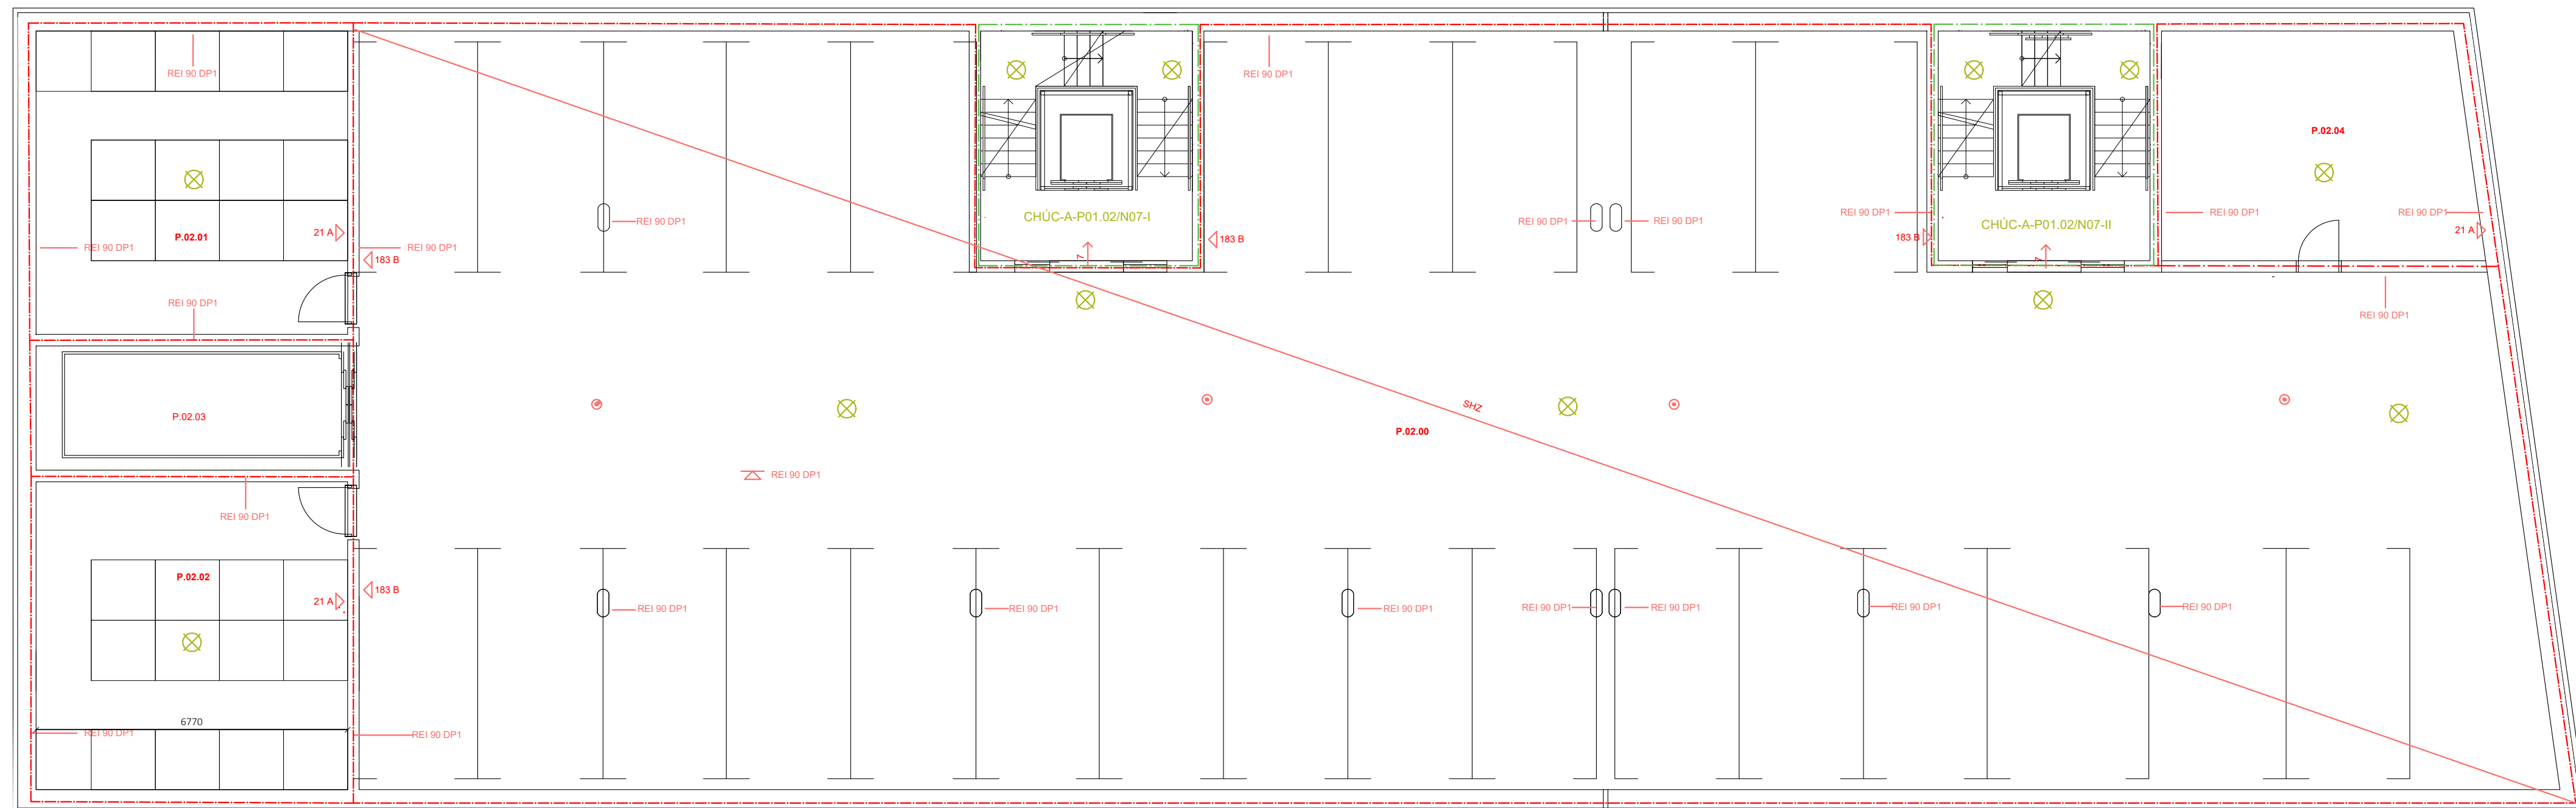 REI 90 DP1
REI 90 DP1
P.02.04
REI 90 DP1
REI 90 DP1
REI 90 DP1
REI 90 DP1
REI 90 DP1
REI 90 DP1
CHÚC-A-P01.02/N07-I
CHÚC-A-P01.02/N07-II
21 A
P.02.01
183 B
183 B
21 A
REI 90 DP1
REI 90 DP1
183 B
7
7
REI 90 DP1
REI 90 DP1
SHZ
P.02.03
P.02.00
REI 90 DP1
REI 90 DP1
P.02.02
183 B
21 A
REI 90 DP1
REI 90 DP1
REI 90 DP1
REI 90 DP1
REI 90 DP1
REI 90 DP1
REI 90 DP1
6770
REI 90 DP1
REI 90 DP1